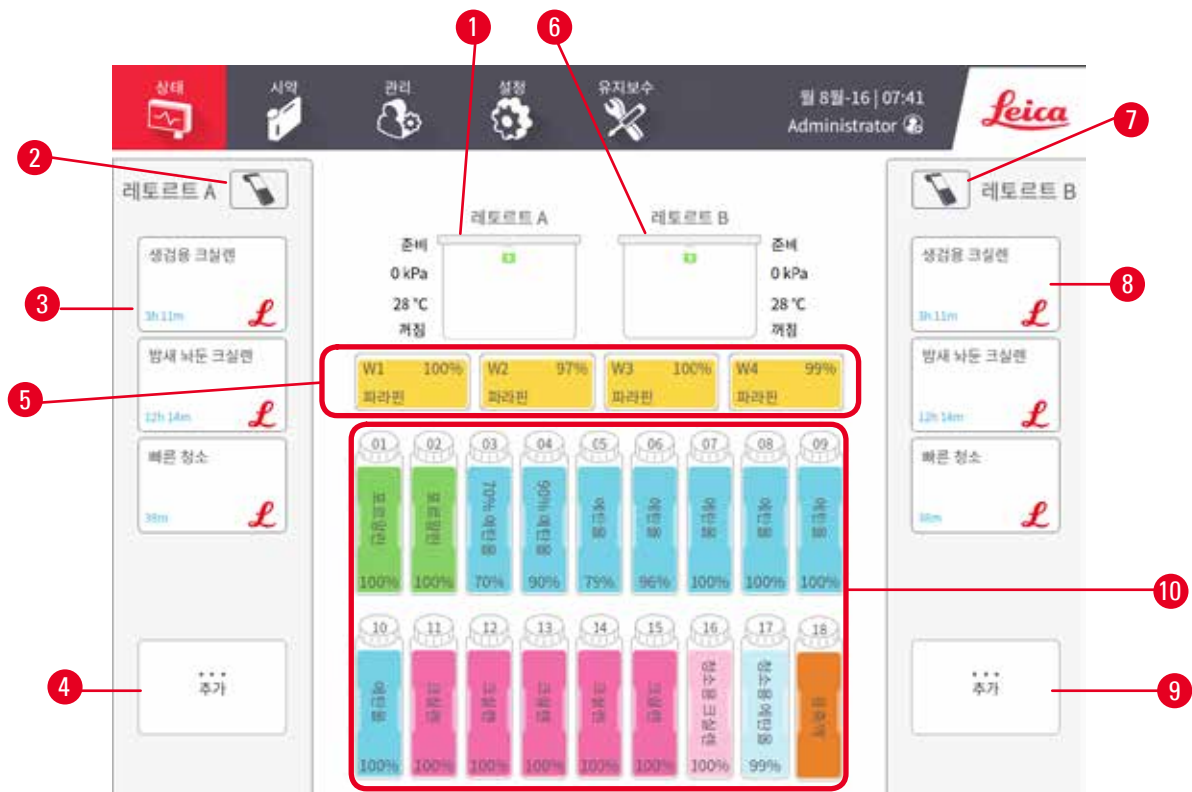 1
6
상태
시약
관리
설정
유지보수
월 8월-16 | 07:41
Administrator
Leica
7
2
레토르트 A
레토르트 B
레토르트 A
레토르트 B
준비
0 kPa
28 °C
꺼짐
준비
0 kPa
28 °C
꺼짐
생검용 크실렌
3h 11m
3
밤새 놔둔 크실렌
12h 14m
빠른 청소
38m
생검용 크실렌
3h 11m
8
밤새 놔둔 크실렌
12h 14m
빠른 청소
38m
5
W1 100%
파라핀
W2 97%
파라핀
W3 100%
파라핀
W4 99%
파라핀
01 02 03 04 05 06 07 08 09
포르말린
포르말린
70% 에탄올
90% 에탄올
에탄올
에탄올
에탄올
에탄올
에탄올
100% 100% 70% 90% 79% 96% 100% 100% 100%
10
10 11 12 13 14 15 16 17 18
에탄올
크실렌
크실렌
크실렌
크실렌
크실렌
청소용 크실렌
청소용 에탄올
응축액
100% 100% 100% 100% 100% 100% 100% 99%
4
...
추가
...
추가
9